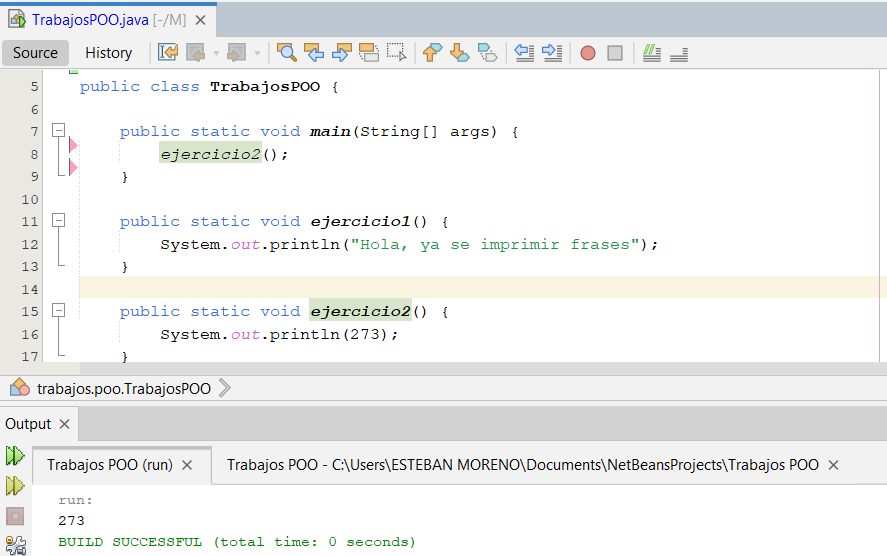 TrabajosPOO.java [-/M]
Source History
5 public class TrabajosPOO {
6
7 public static void main(String[] args) {
8 ejercicio2();
9 }
10
11 public static void ejercicio1() {
12 System.out.println("Hola, ya se imprimir frases");
13 }
14
15 public static void ejercicio2() {
16 System.out.println(273);
17 }
trabajos.poo.TrabajosPOO
Output
Trabajos POO (run) Trabajos POO - C:\Users\ESTEBAN MORENO\Documents\NetBeansProjects\Trabajos POO
run:
273
BUILD SUCCESSFUL (total time: 0 seconds)